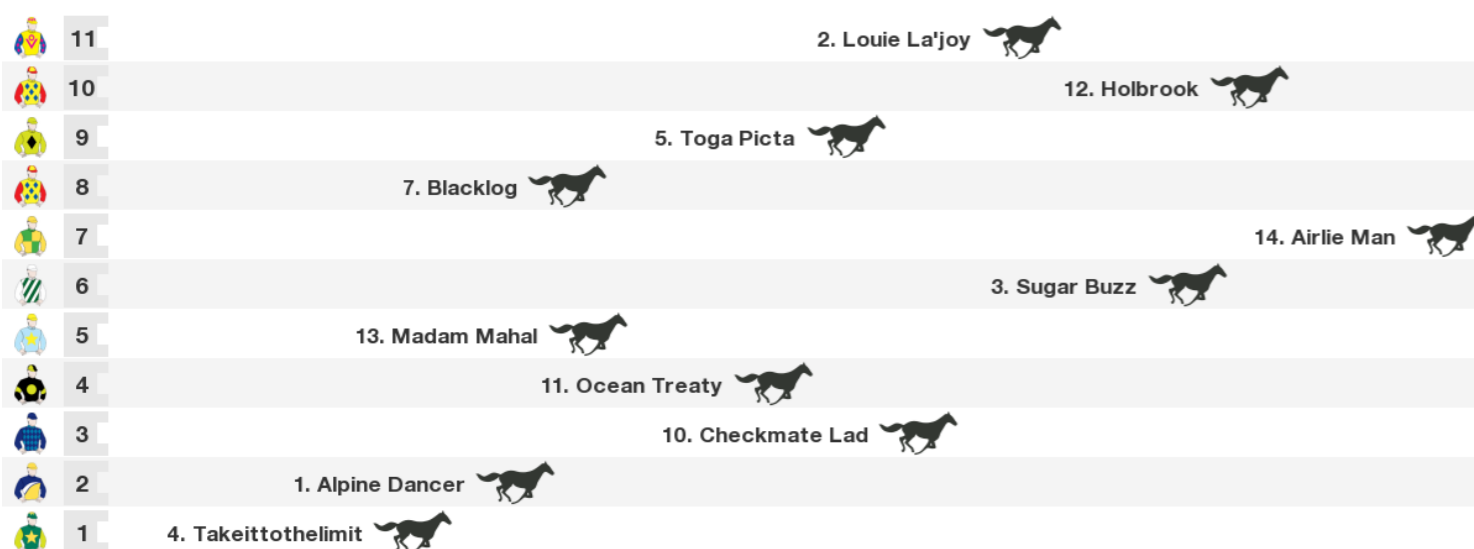 11 2. Louie La'joy
10 12. Holbrook
9 5. Toga Picta
8 7. Blacklog
7 14. Airlie Man
6 3. Sugar Buzz
5 13. Madam Mahal
4 11. Ocean Treaty
3 10. Checkmate Lad
2 1. Alpine Dancer
1 4. Takeittothelimit